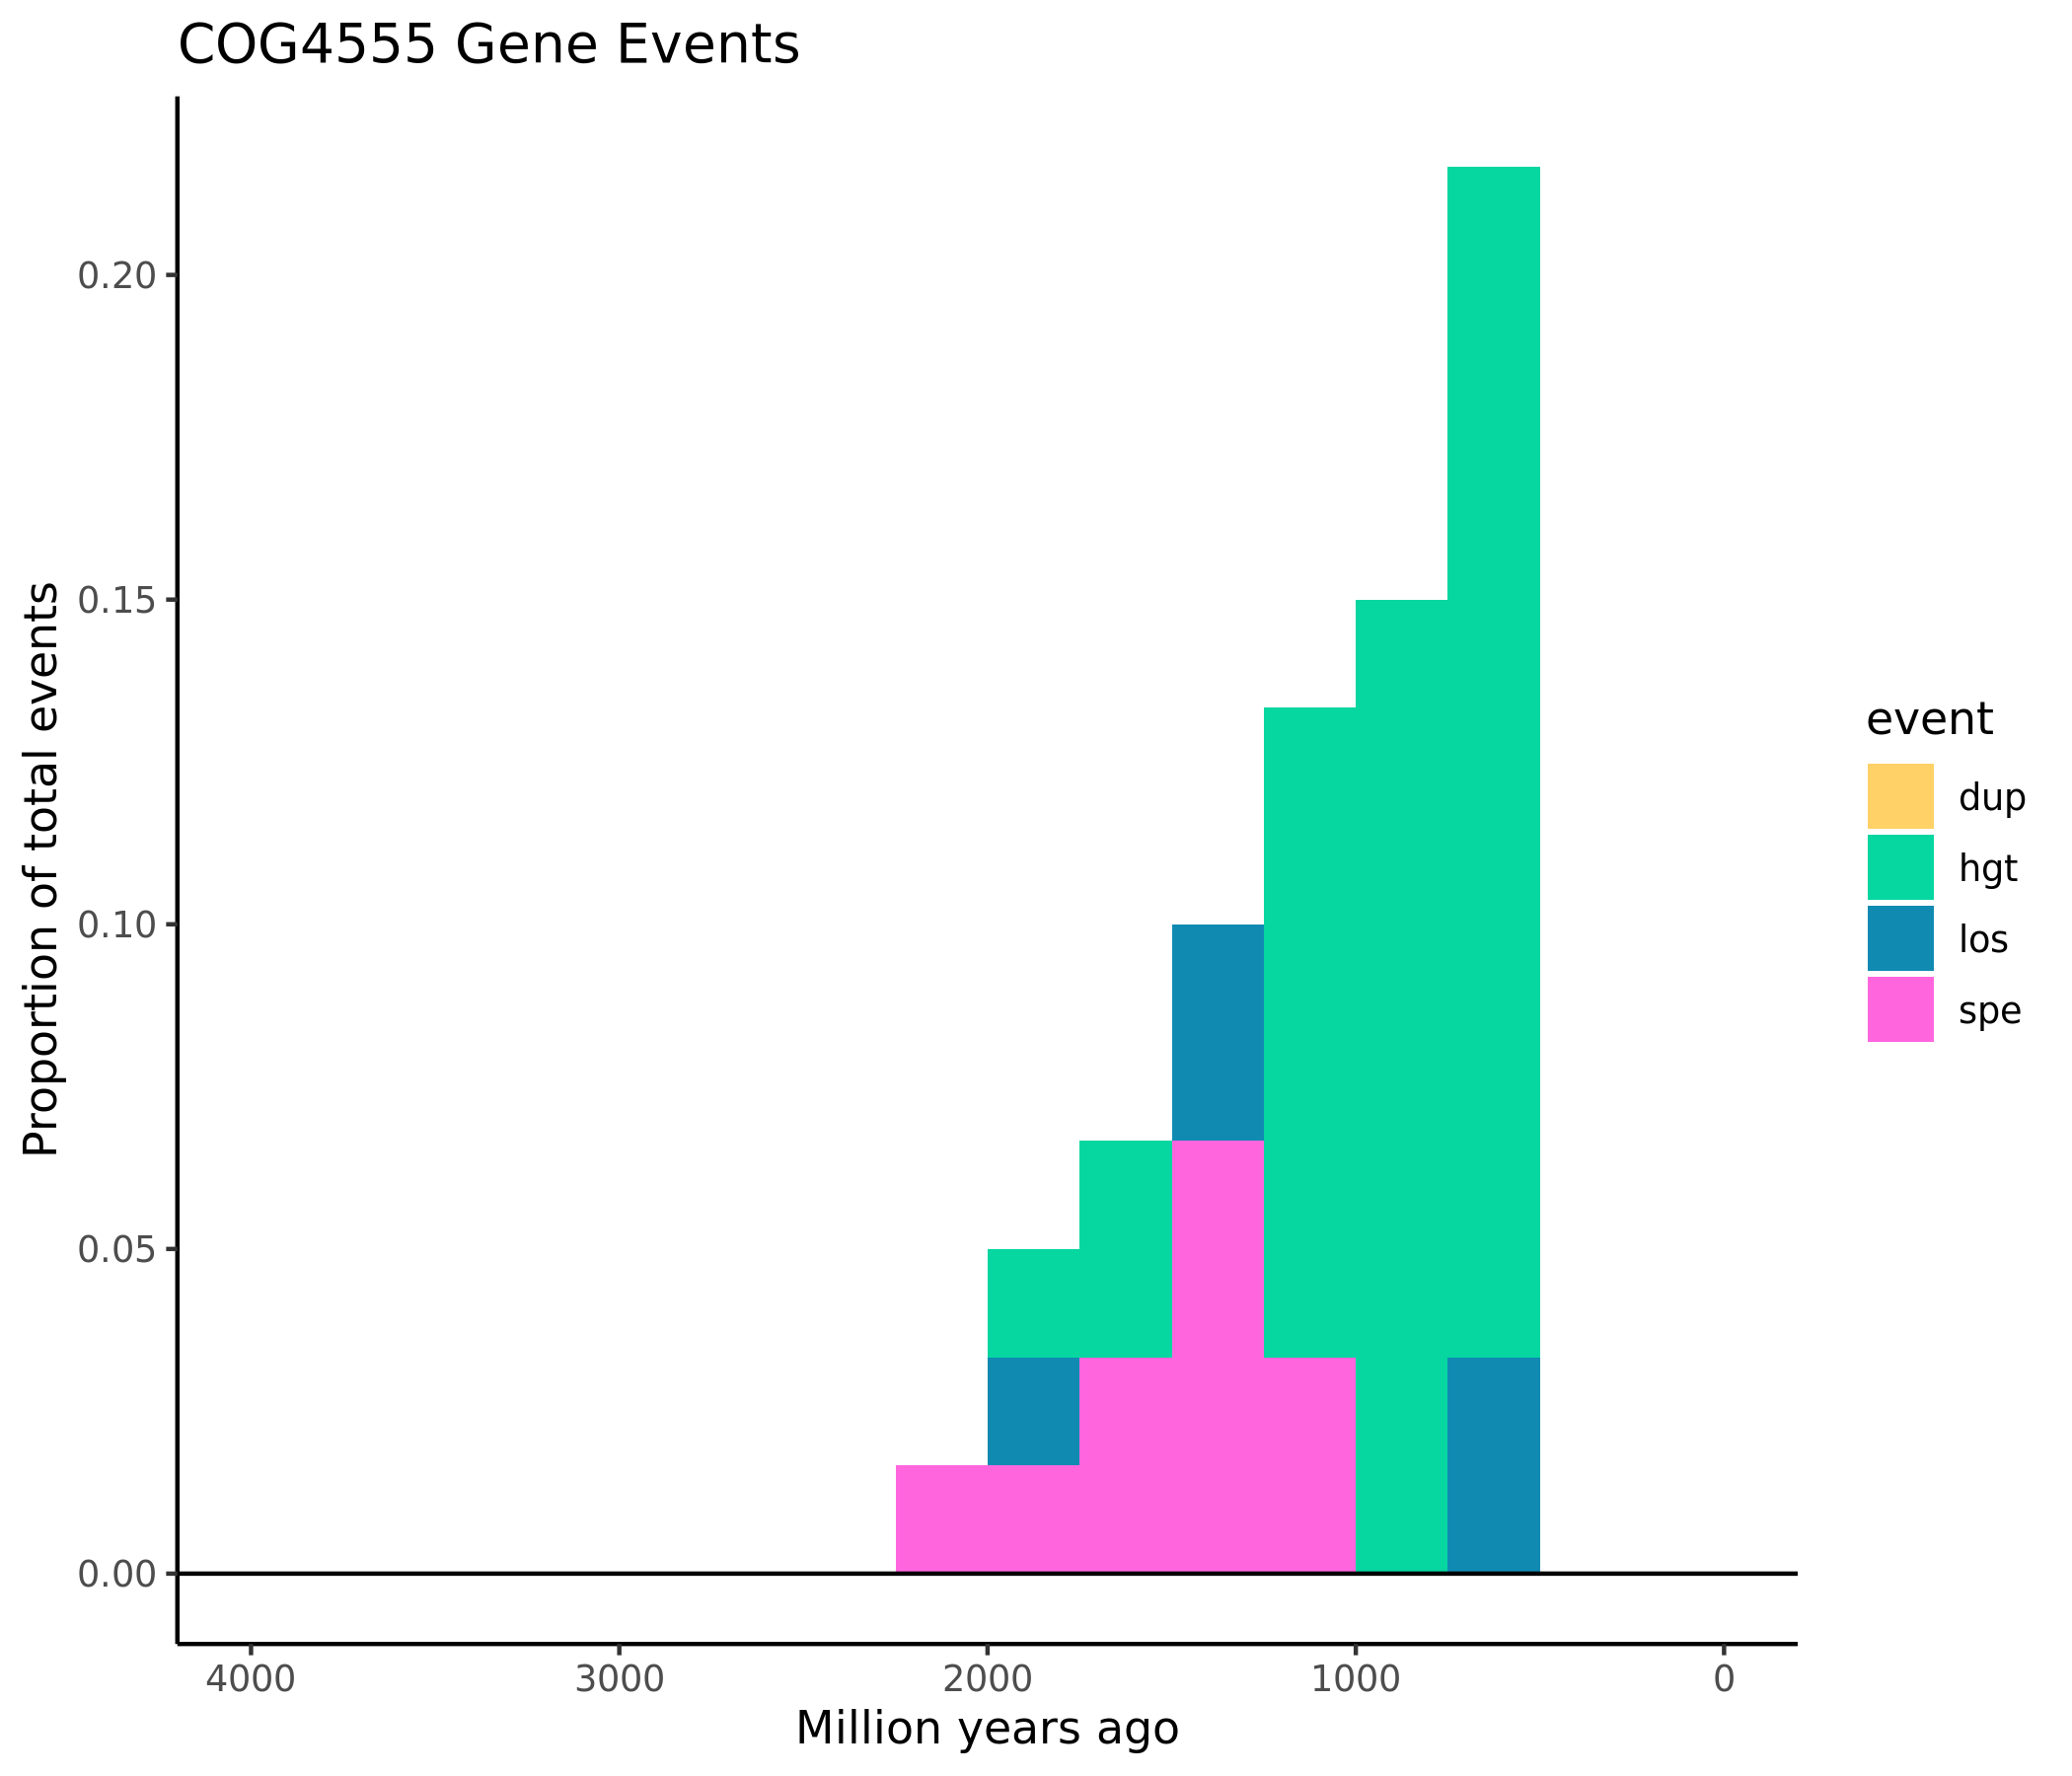 COG4555 Gene Events
Proportion of total events
0.20
0.15
0.10
0.05
0.00
4000 3000 2000 1000 0
Million years ago
event
dup
hgt
los
spe